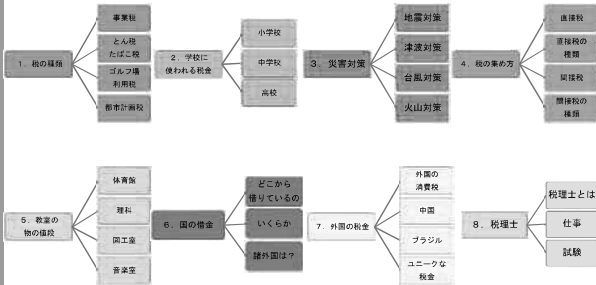 1．税の種類
事業税
とん税
たばこ税
ゴルフ場
利用税
都市計画税
2．学校に
使われる税金
小学校
中学校
高校
3．災害対策
地震対策
津波対策
台風対策
火山対策
4．税の集め方
直接税
直接税の
種類
間接税
間接税の
種類
5．教室の
物の値段
体育館
理科
図工室
音楽室
6．国の借金
どこから
借りているの
いくらか
諸外国は？
7．外国の税金
外国の
消費税
中国
ブラジル
ユニークな
税金
8．税理士
税理士とは
仕事
試験